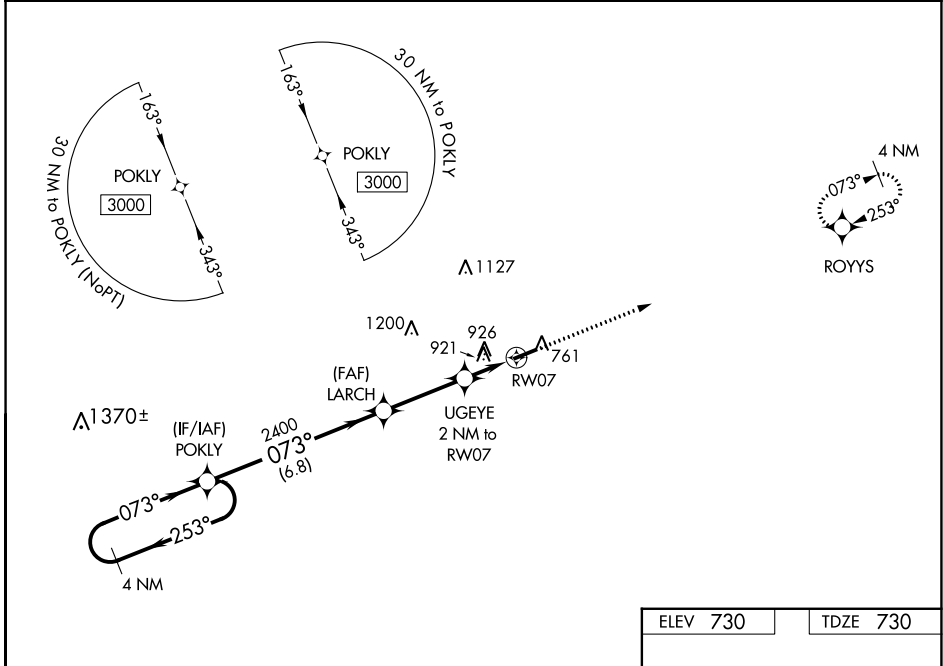 163°
POKLY
3000
343°
30 NM to POKLY (NoPT)
163°
POKLY
3000
343°
30 NM to POKLY
4 NM
073°
253°
ROYYS
1127
1200
926
921
761
RW07
(FAF)
LARCH
UGEYE
2 NM to
RW07
1370±
(IF/IAF)
POKLY
2400
073°
(6.8)
073°
253°
4 NM
ELEV 730
TDZE 730